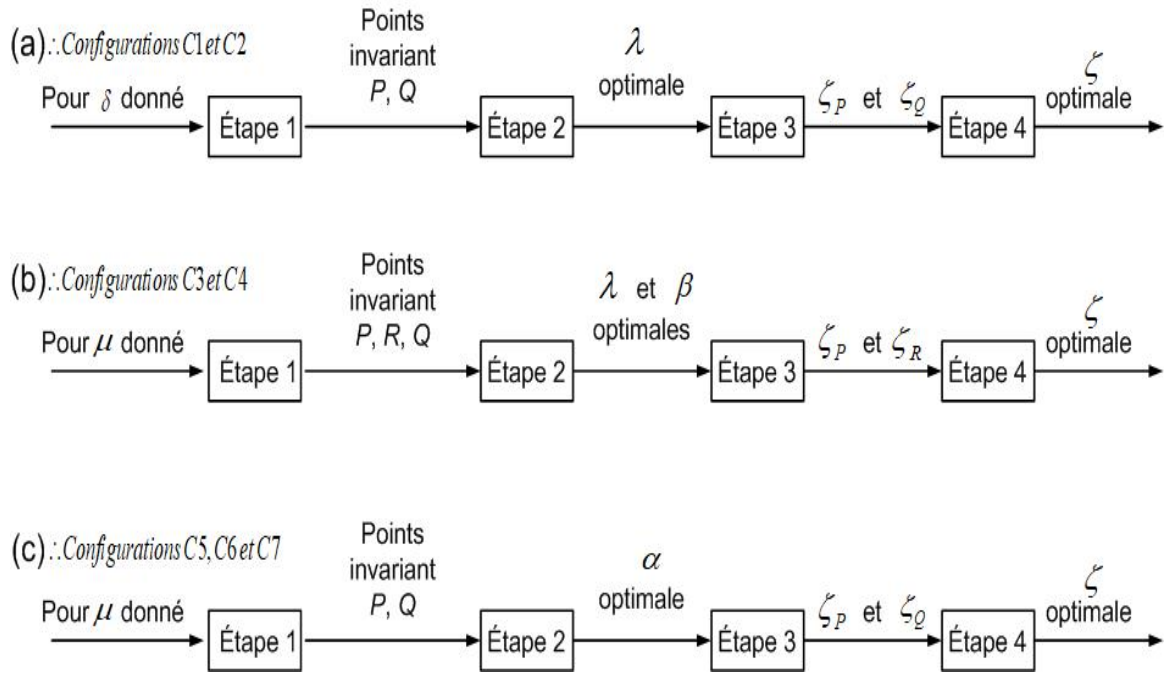 (a)∴Configurations C1 et C2
Pour δ donné
Étape 1
Points
invariant
P, Q
Étape 2
λ
optimale
Étape 3
ζP et ζQ
Étape 4
ζ
optimale
(b)∴Configurations C3 et C4
Pour μ donné
Étape 1
Points
invariant
P, R, Q
Étape 2
λ et β
optimales
Étape 3
ζP et ζR
Étape 4
ζ
optimale
(c)∴Configurations C5, C6 et C7
Pour μ donné
Étape 1
Points
invariant
P, Q
Étape 2
α
optimale
Étape 3
ζP et ζQ
Étape 4
ζ
optimale